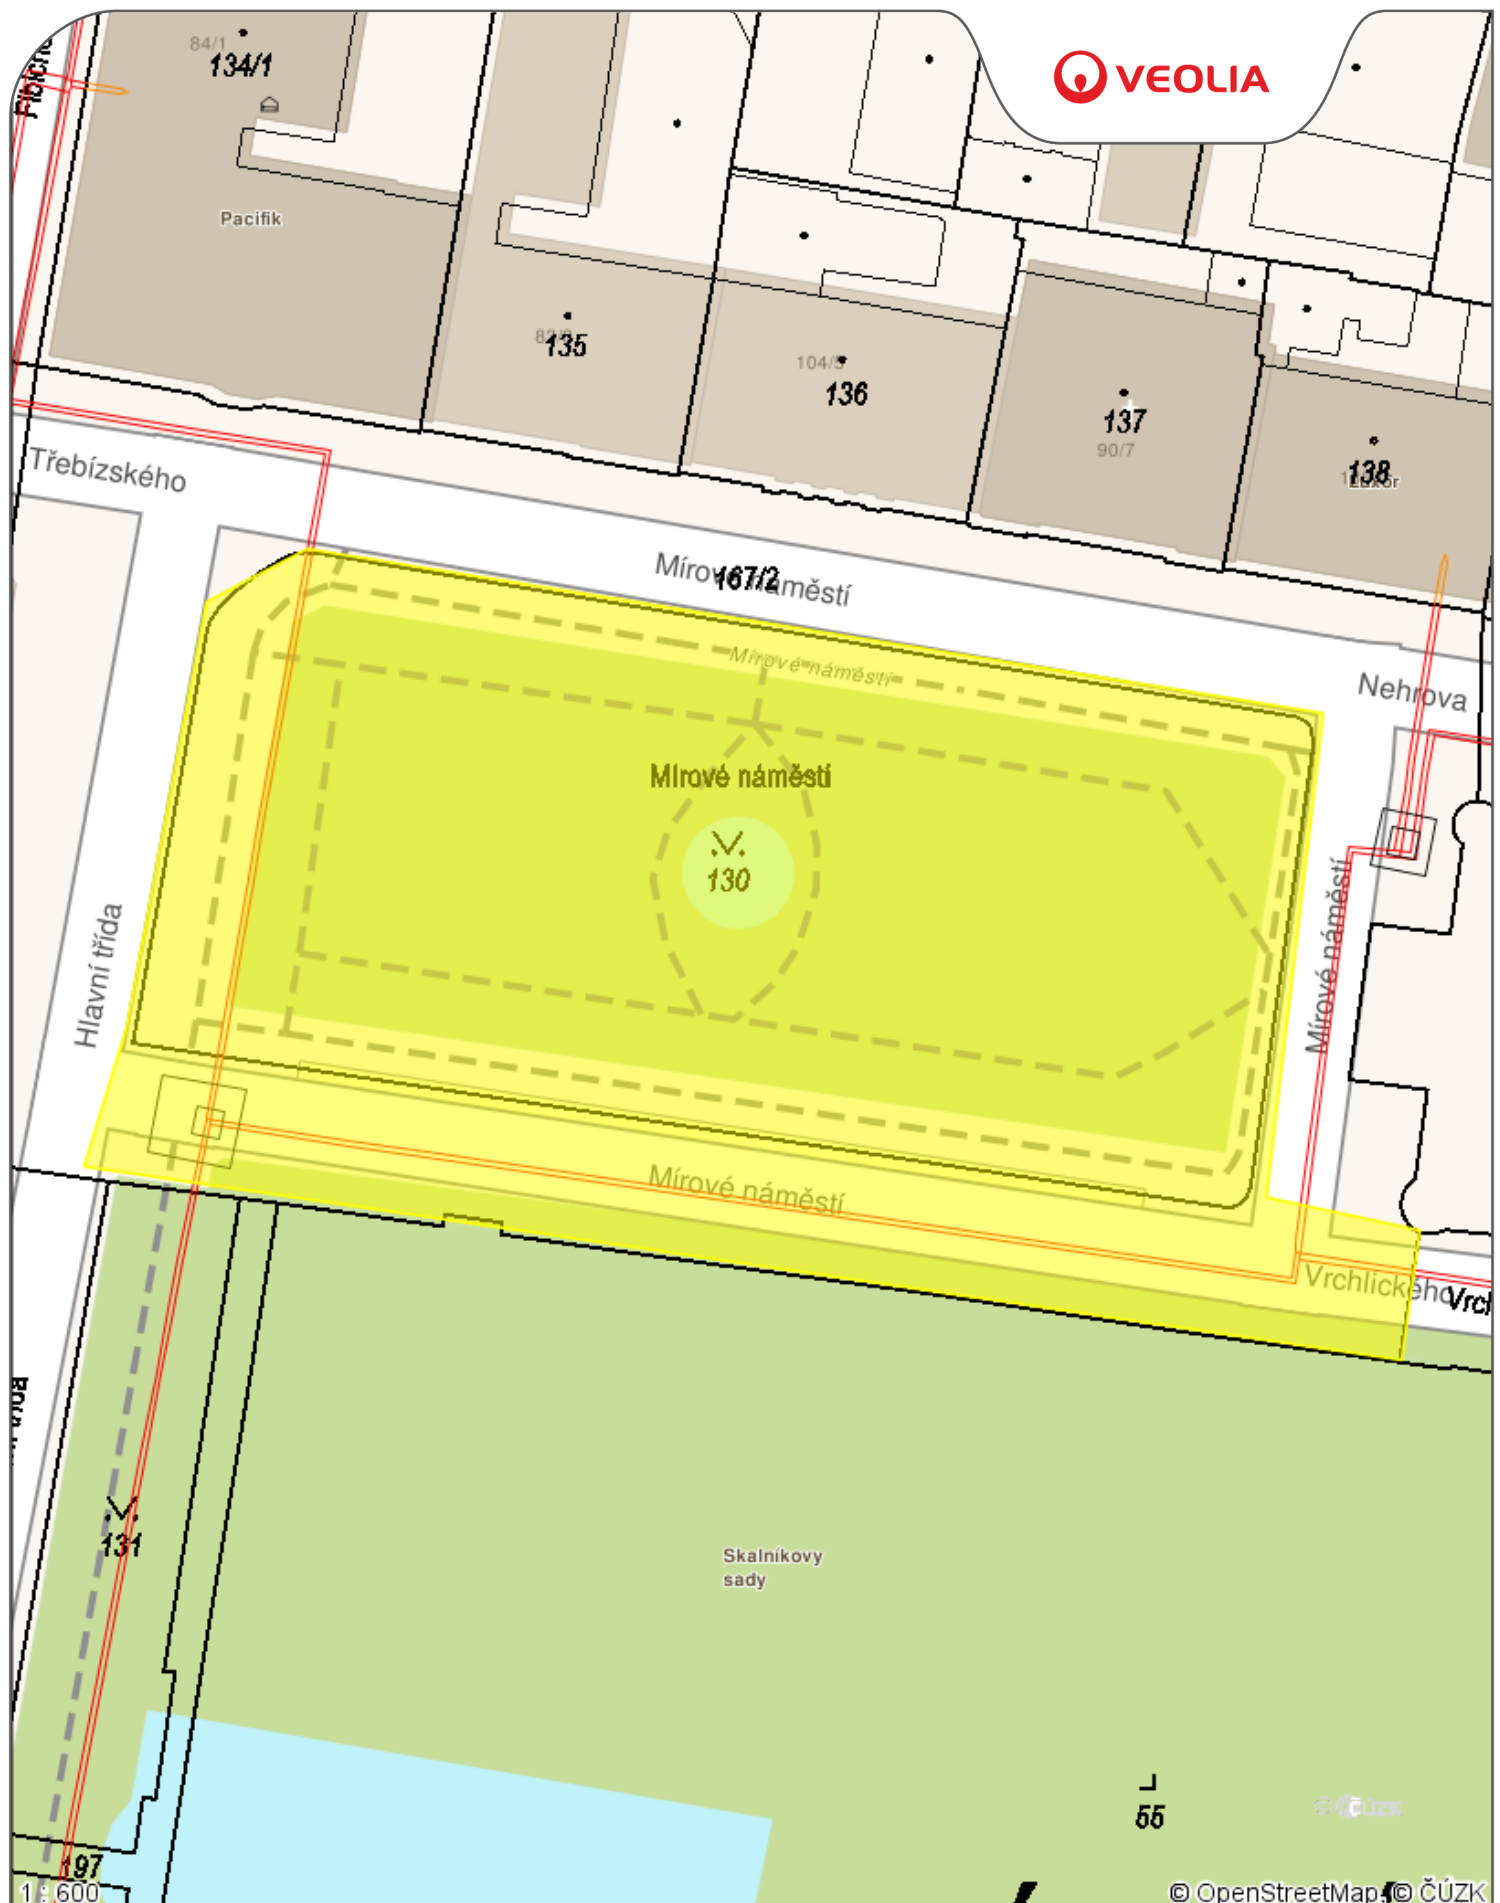 VEOLIA
84/1
134/1
Pacifik
135
104/5
136
137
90/7
138
Luxor
Třebízského
Mírové náměstí
167/2
Mírové náměstí
Nehrova
Mírové náměstí
130
Hlavní třída
Mírové náměstí
Mírové náměstí
Vrchlického
131
Skalníkovy
sady
55
© ČÚZK
197
1 : 600
© OpenStreetMap, © ČÚZK